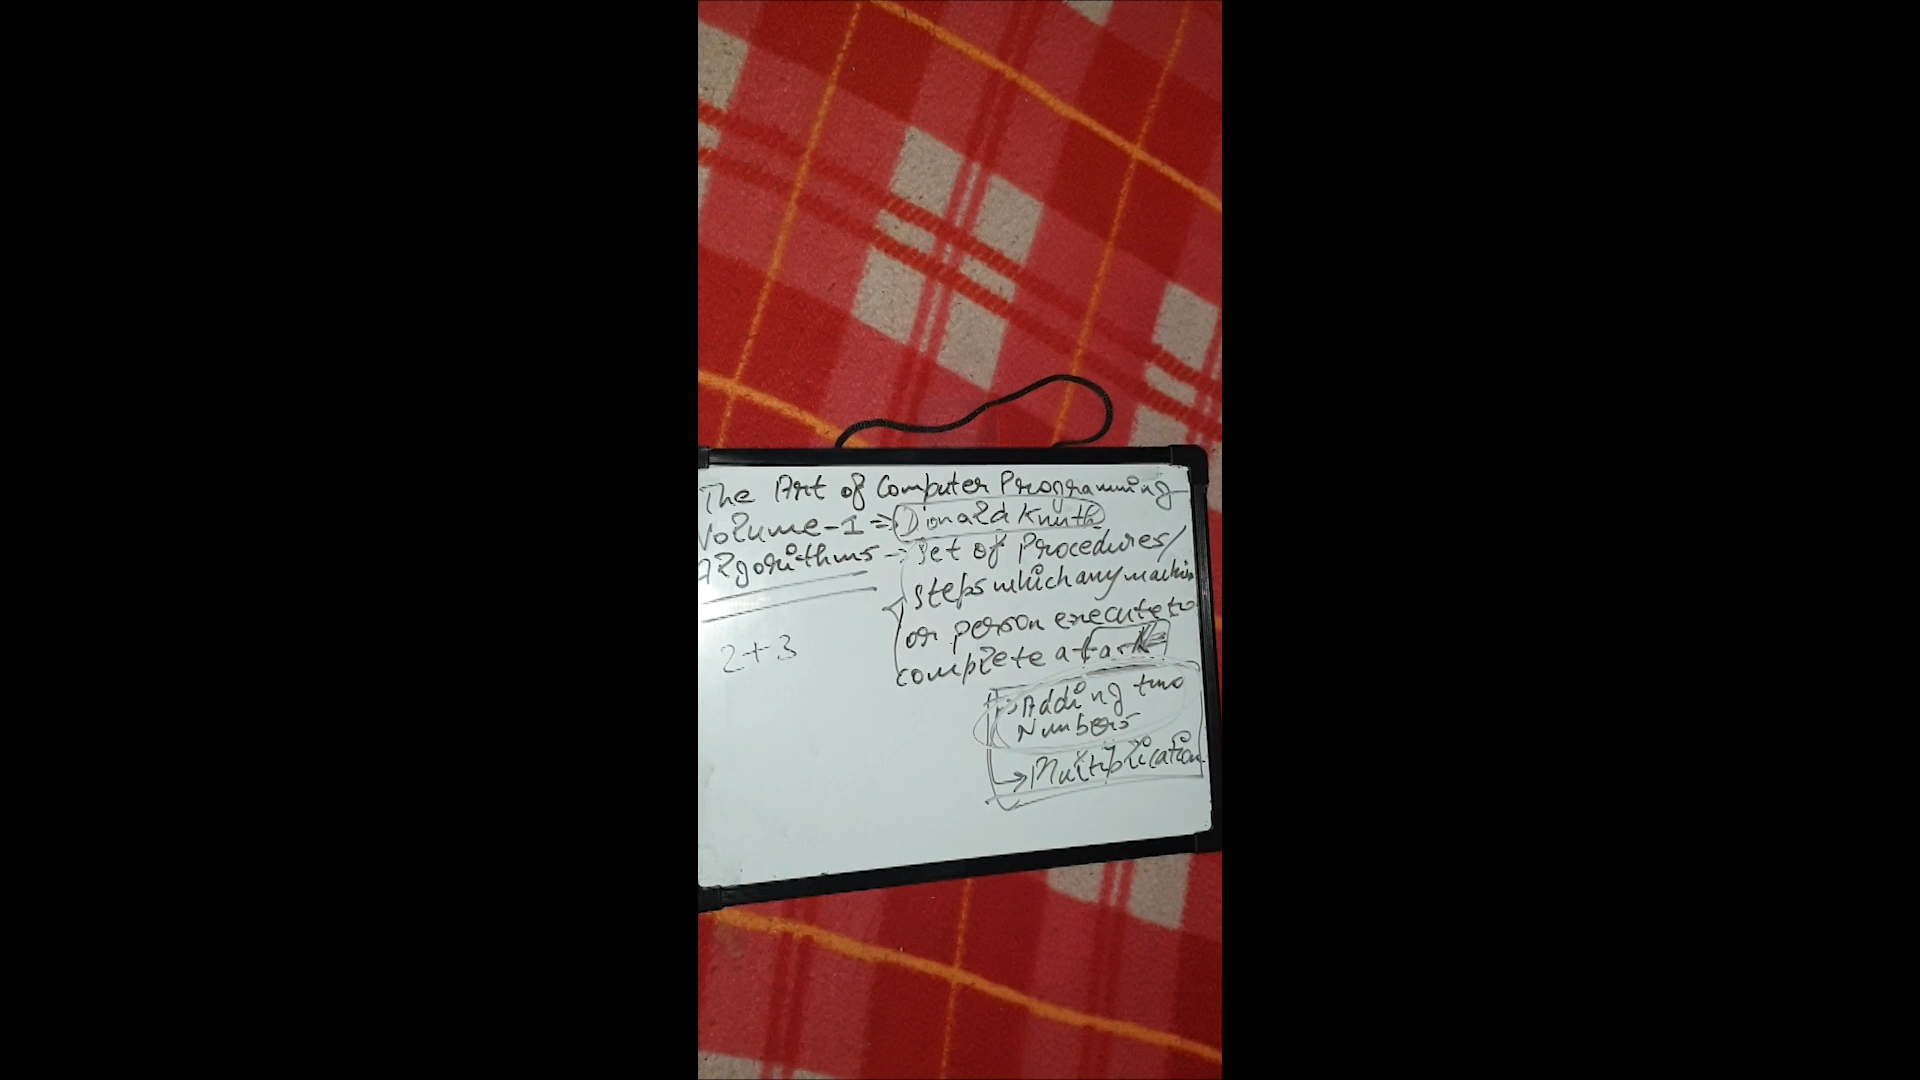 The Art of Computer Programming
Volume-1 => Donald Knuth
Algorithms -> Set of Procedures/
steps which any machin
or person execute to
complete a task
2+3
-> Adding two
Numbers
-> Multiplication